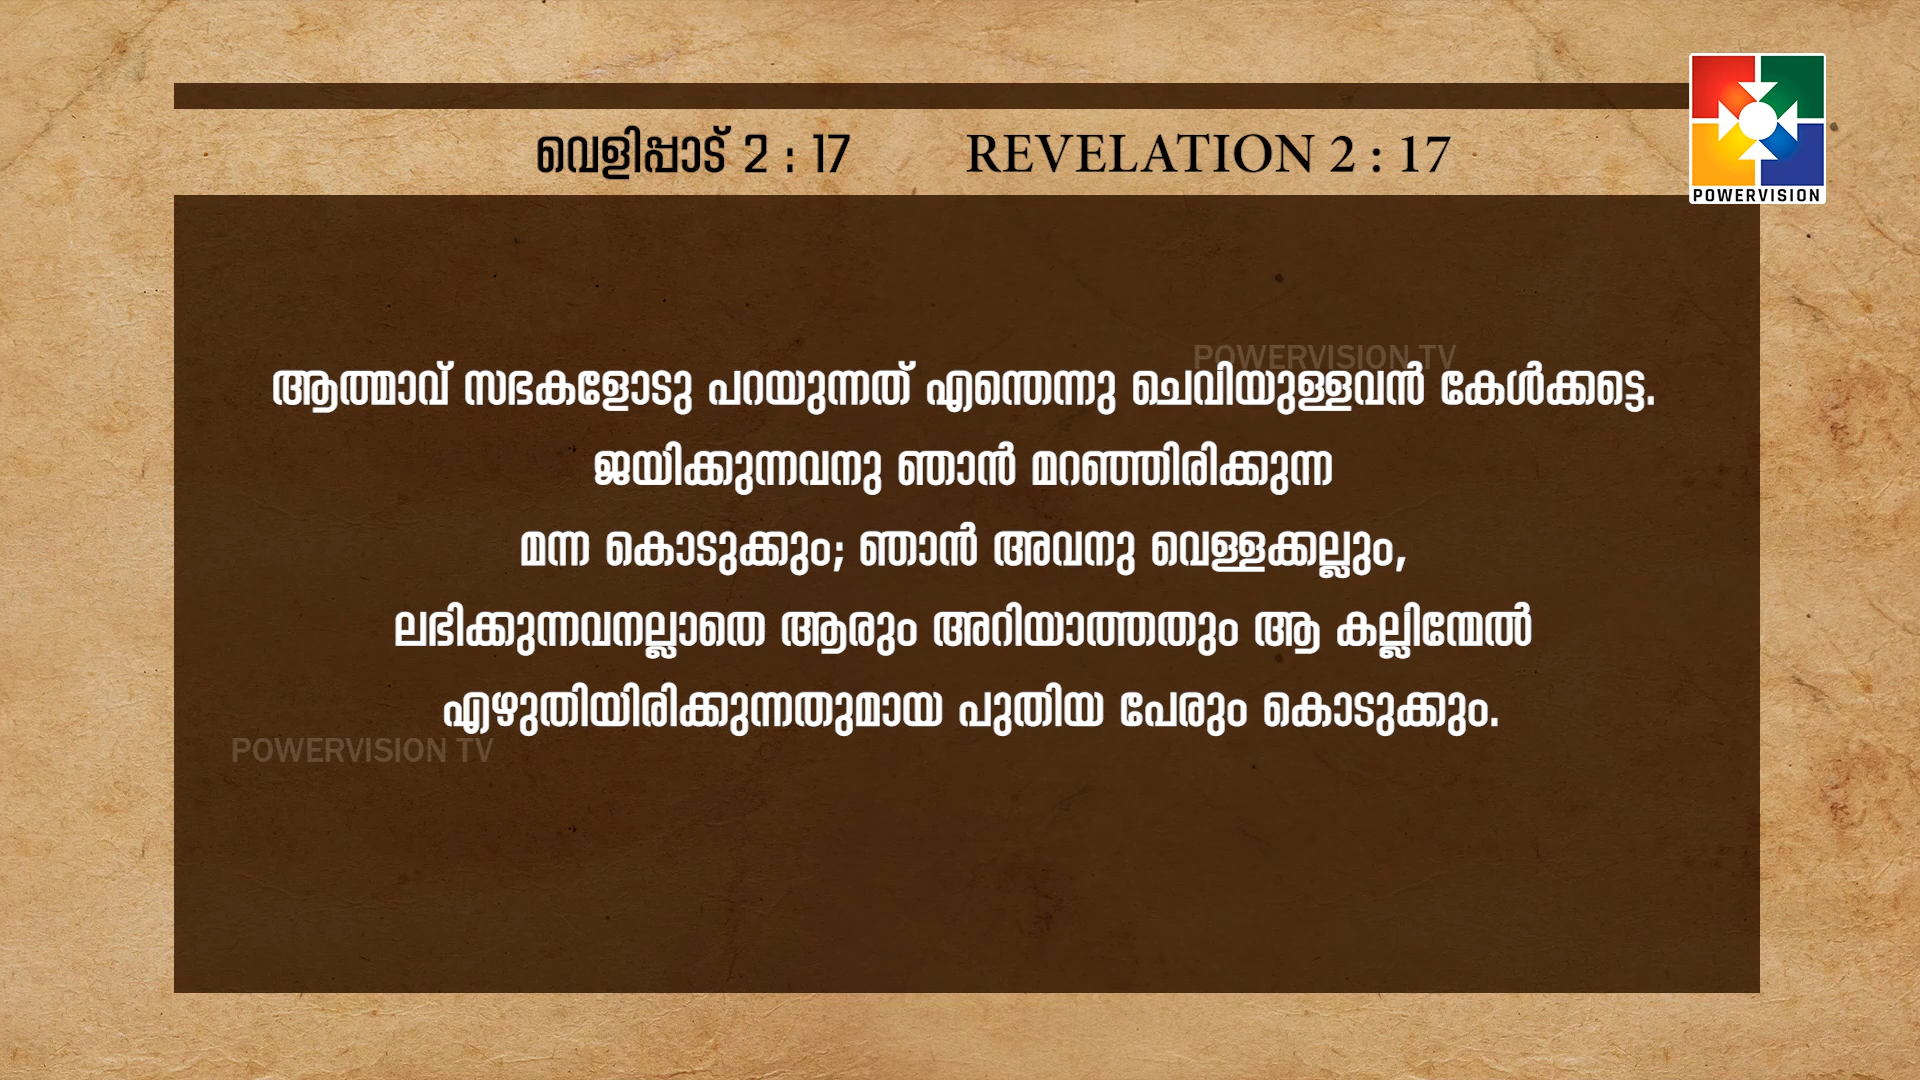 വെളിപ്പാട് 2 : 17 REVELATION 2 : 17
POWERVISION
POWERVISION TV
ആത്മാവ് സഭകളോടു പറയുന്നത് എന്തെന്നു ചെവിയുള്ളവൻ കേൾക്കട്ടെ.
ജയിക്കുന്നവനു ഞാൻ മറഞ്ഞിരിക്കുന്ന
മന്ന കൊടുക്കും; ഞാൻ അവനു വെള്ളക്കല്ലും,
ലഭിക്കുന്നവനല്ലാതെ ആരും അറിയാത്തതും ആ കല്ലിന്മേൽ
എഴുതിയിരിക്കുന്നതുമായ പുതിയ പേരും കൊടുക്കും.
POWERVISION TV